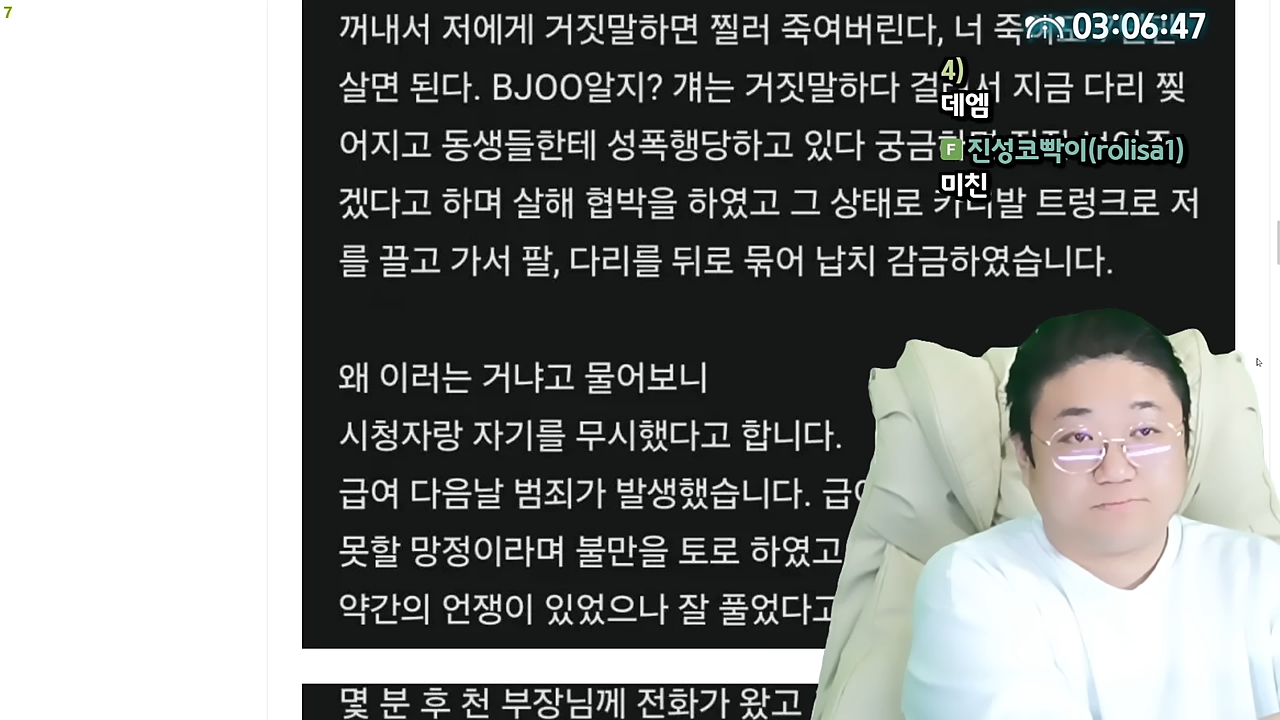 7
꺼내서 저에게 거짓말하면 찔러 죽여버린다, 너
03:06:47
살면 된다. BJOO알지? 걔는 거짓말하다 지금 다리 찢
4)
데엠
어지고 동생들한테 성폭행당하고 있다
F 진성코빡이(rolisa1)
미친
겠다고 하며 살해 협박을 하였고 그 상태로 카니발 트렁크로 저
를 끌고 가서 팔, 다리를 뒤로 묶어 납치 감금하였습니다.
왜 이러는 거냐고 물어보니
시청자랑 자기를 무시했다고 합니다.
급여 다음날 범죄가 발생했습니다.
못할 망정이라며 불만을 토로 하였고
약간의 언쟁이 있었으나 잘 풀었다고
몇 분 후 천 부장님께 전화가 왔고